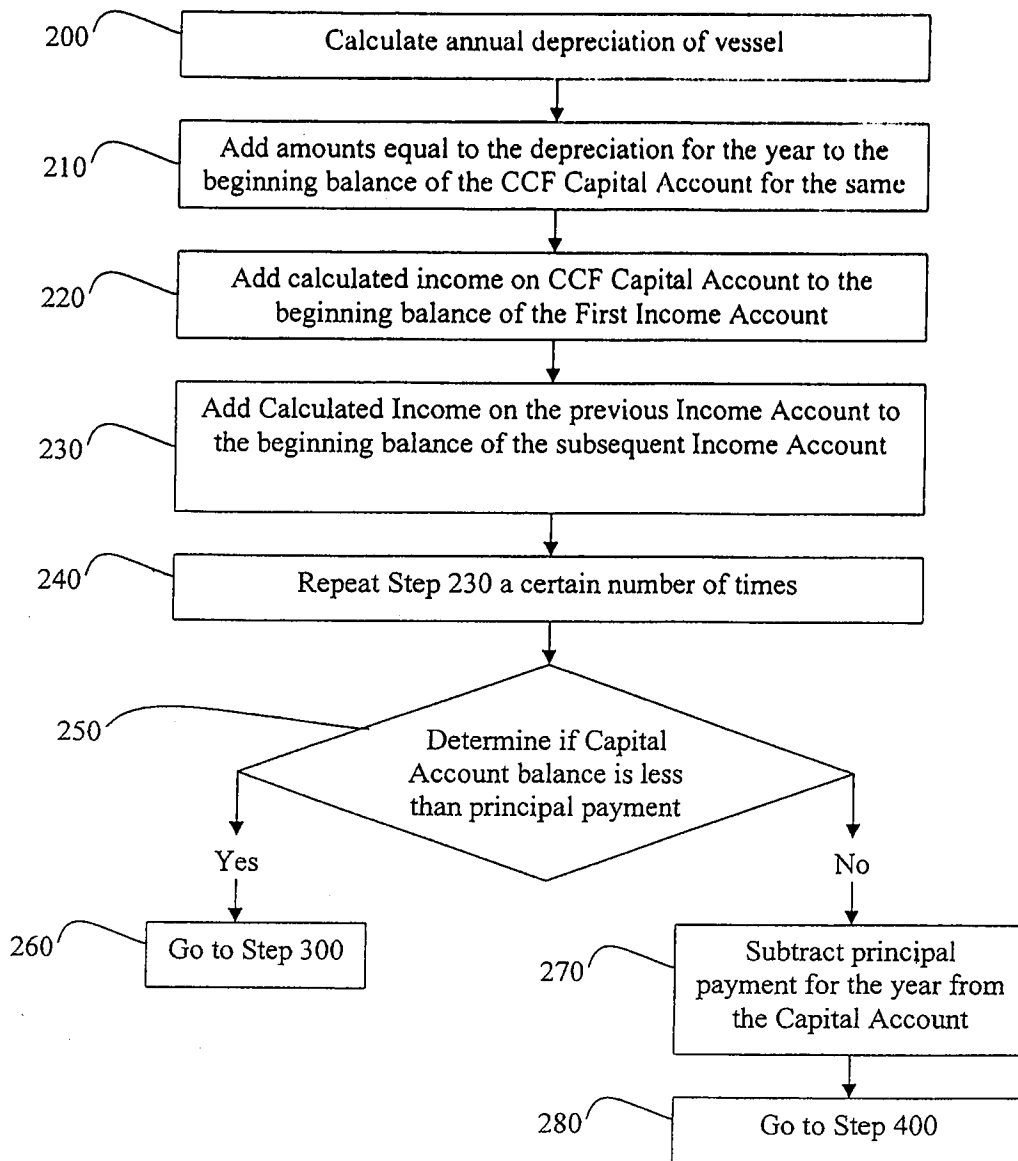 200
Calculate annual depreciation of vessel
210
Add amounts equal to the depreciation for the year to the
beginning balance of the CCF Capital Account for the same
220
Add calculated income on CCF Capital Account to the
beginning balance of the First Income Account
230
Add Calculated Income on the previous Income Account to
the beginning balance of the subsequent Income Account
240
Repeat Step 230 a certain number of times
250
Determine if Capital
Account balance is less
than principal payment
Yes
No
260
Go to Step 300
270
Subtract principal
payment for the year from
the Capital Account
280
Go to Step 400